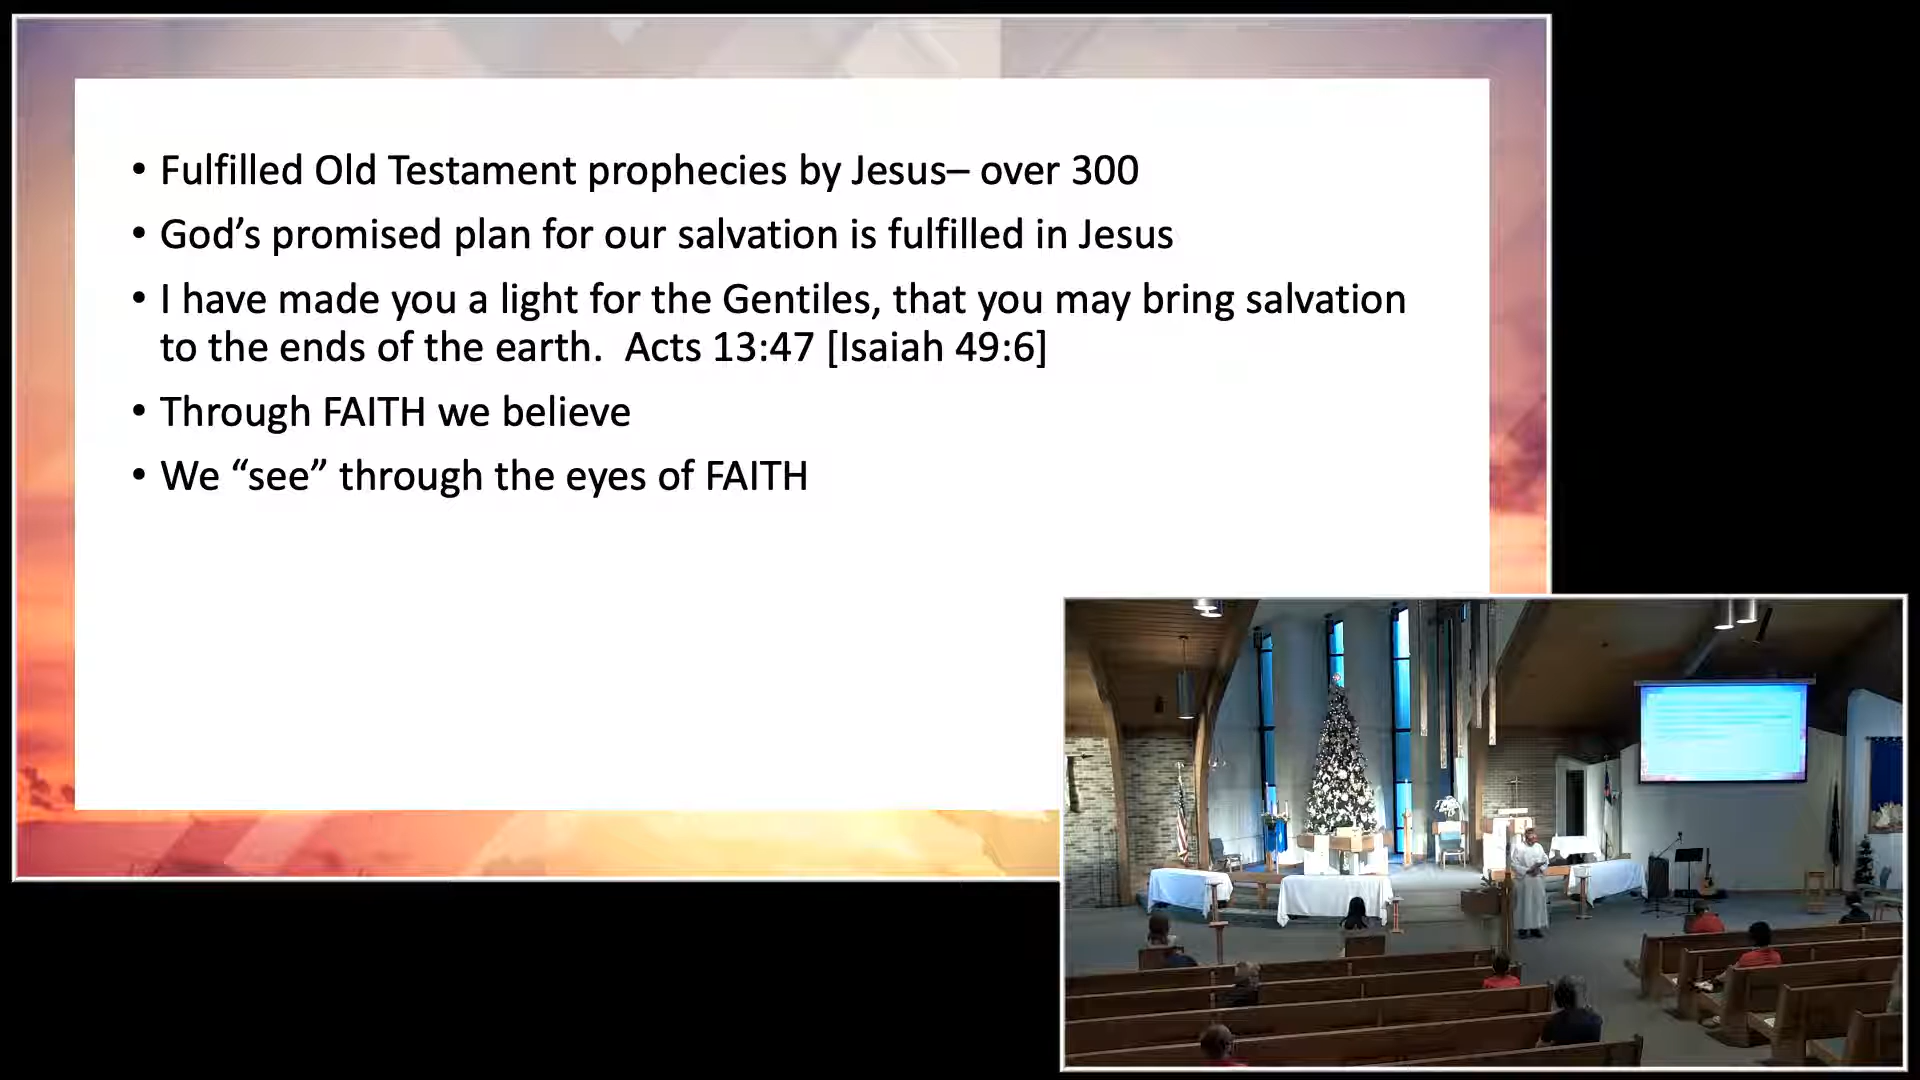 • Fulfilled Old Testament prophecies by Jesus– over 300
• God’s promised plan for our salvation is fulfilled in Jesus
• I have made you a light for the Gentiles, that you may bring salvation
to the ends of the earth.  Acts 13:47 [Isaiah 49:6]
• Through FAITH we believe
• We “see” through the eyes of FAITH